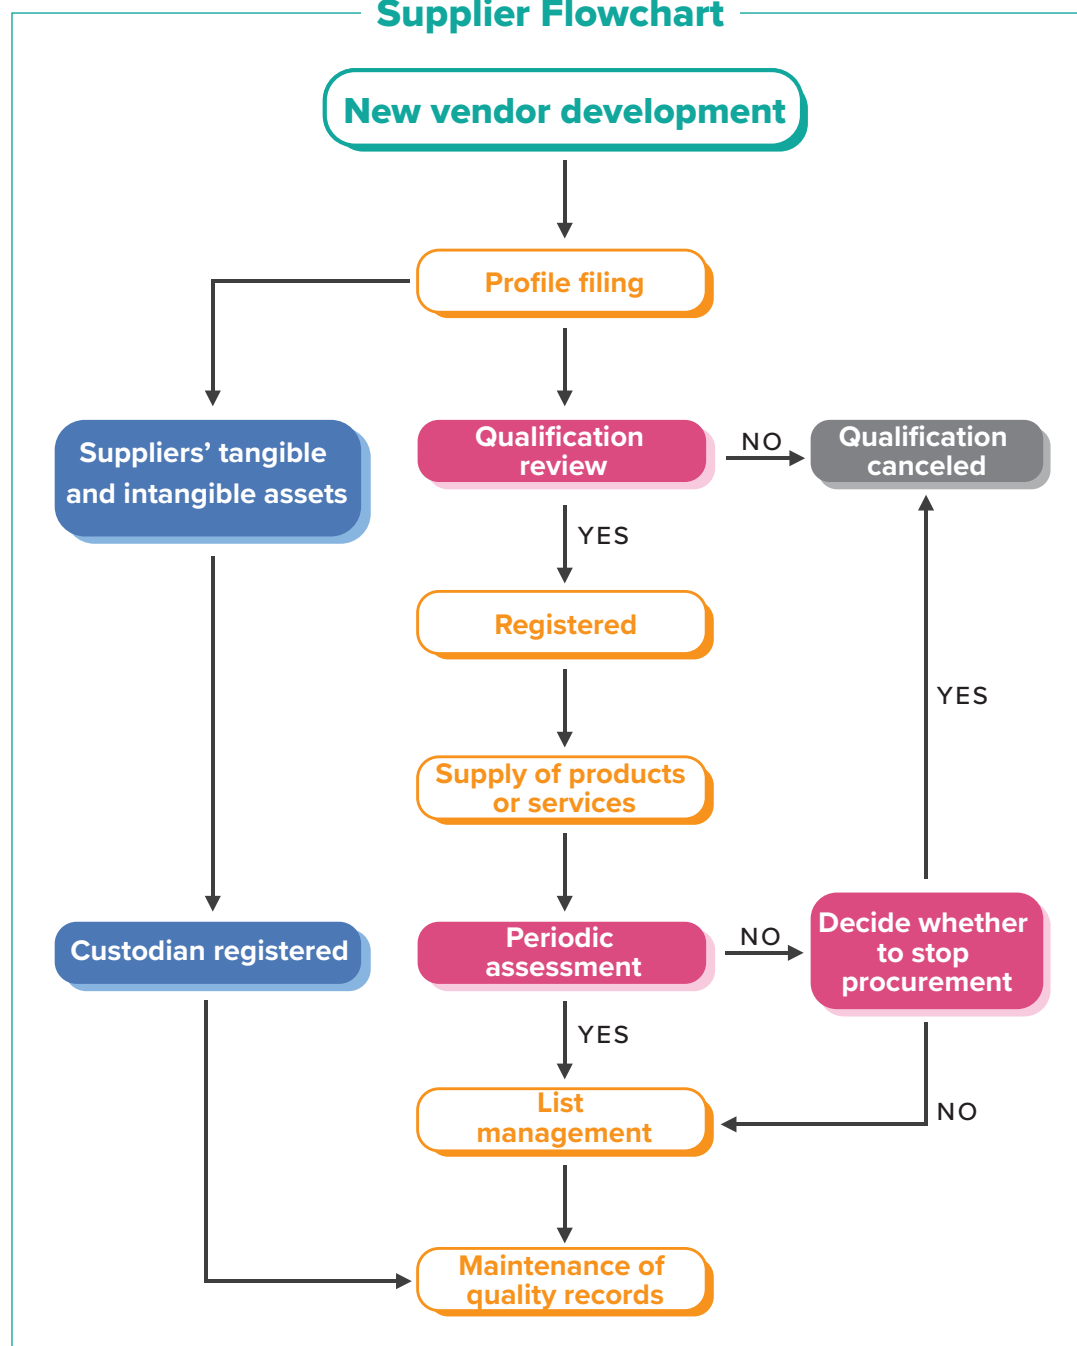 Supplier Flowchart
New vendor development
Profile filing
Suppliers’ tangible
and intangible assets
Qualification
review
NO
Qualification
canceled
YES
Registered
YES
Supply of products
or services
Custodian registered
Periodic
assessment
NO
Decide whether
to stop
procurement
YES
List
management
NO
Maintenance of
quality records